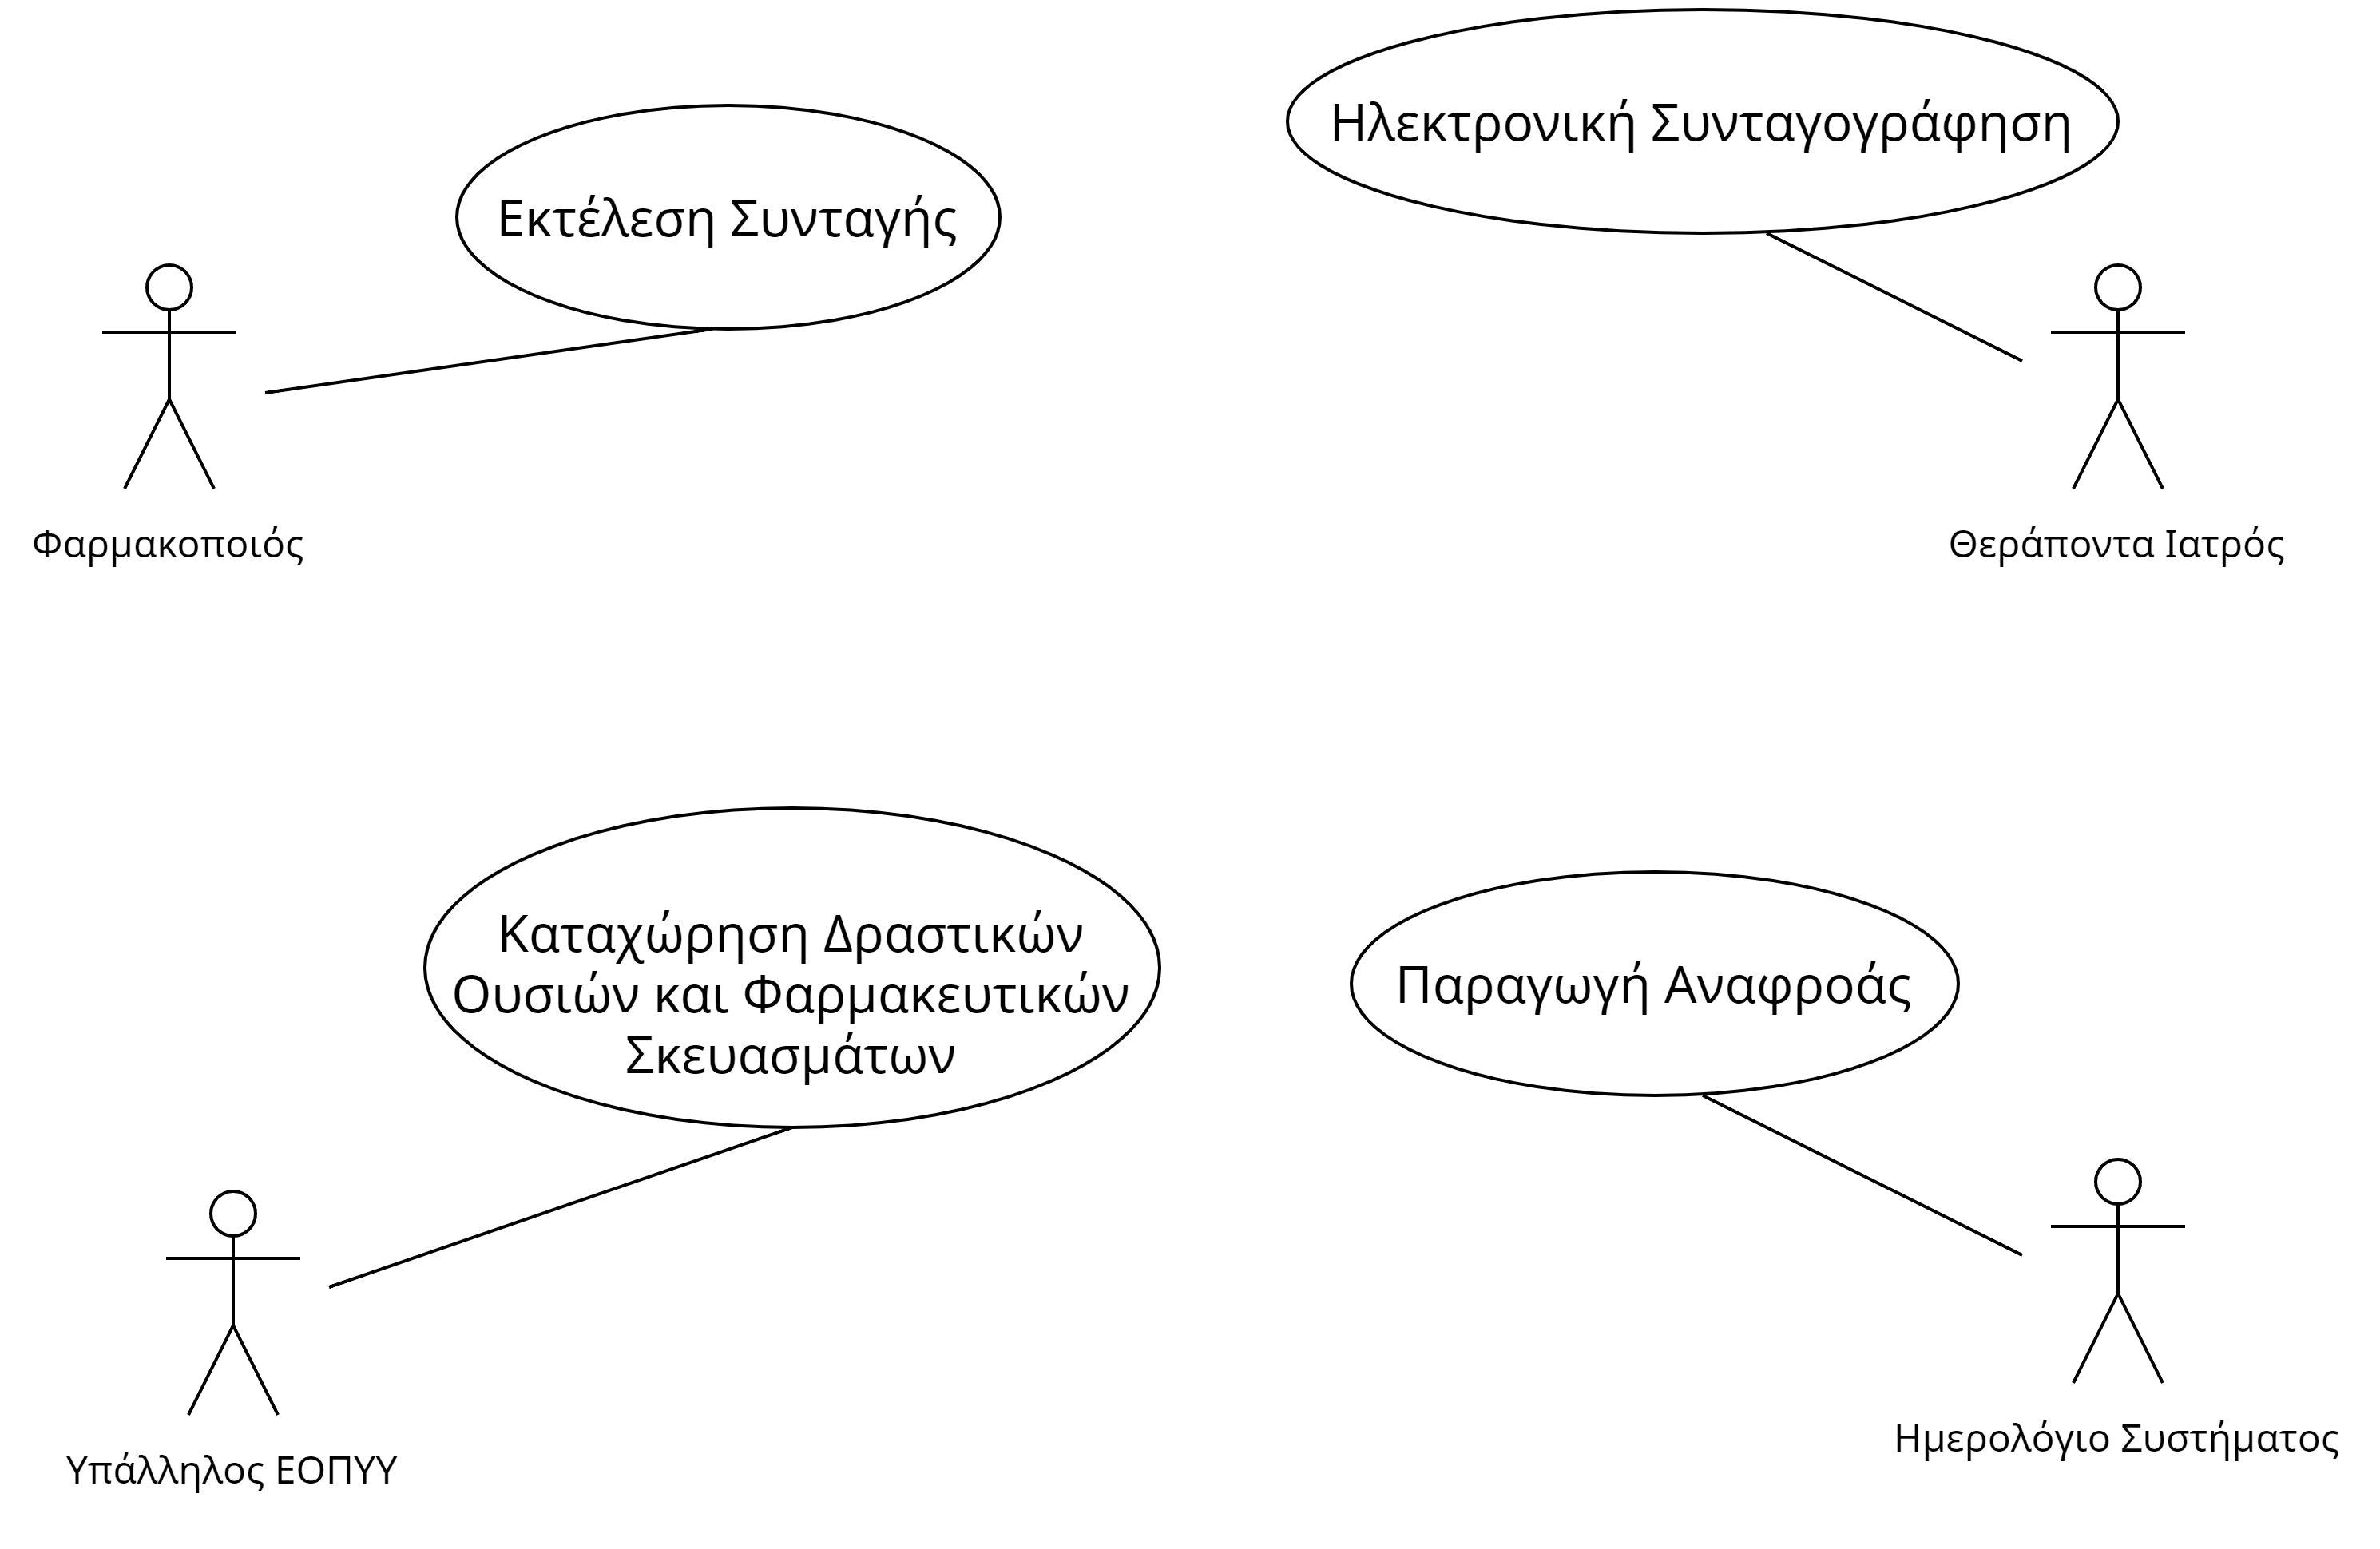 Ηλεκτρονική Συνταγογράφηση
Εκτέλεση Συνταγής
Φαρμακοποιός
Θεράποντα Ιατρός
Καταχώρηση Δραστικών
Ουσιών και Φαρμακευτικών
Σκευασμάτων
Παραγωγή Αναφροάς
Ημερολόγιο Συστήματος
Υπάλληλος ΕΟΠΥΥ